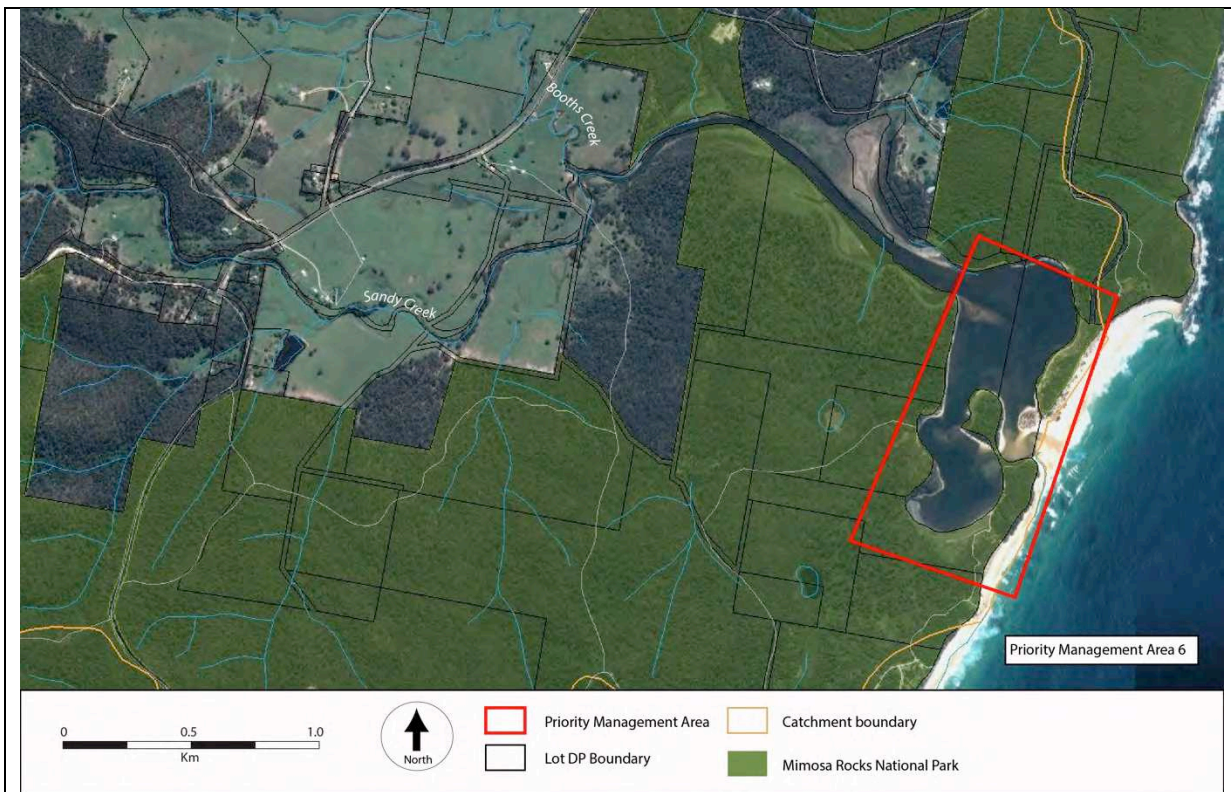 Booths Creek
Sandy Creek
Priority Management Area 6
0 0.5 1.0
Km
North
Priority Management Area
Lot DP Boundary
Catchment boundary
Mimosa Rocks National Park